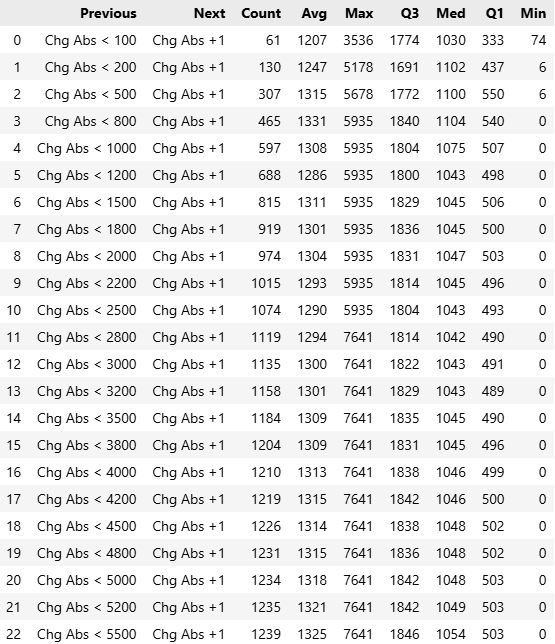 Previous Next Count Avg Max Q3 Med Q1 Min
0 Chg Abs < 100 Chg Abs +1 61 1207 3536 1774 1030 333 74
1 Chg Abs < 200 Chg Abs +1 130 1247 5178 1691 1102 437 6
2 Chg Abs < 500 Chg Abs +1 307 1315 5678 1772 1100 550 6
3 Chg Abs < 800 Chg Abs +1 465 1331 5935 1840 1104 540 0
4 Chg Abs < 1000 Chg Abs +1 597 1308 5935 1804 1075 507 0
5 Chg Abs < 1200 Chg Abs +1 688 1286 5935 1800 1043 498 0
6 Chg Abs < 1500 Chg Abs +1 815 1311 5935 1829 1045 506 0
7 Chg Abs < 1800 Chg Abs +1 919 1301 5935 1836 1045 500 0
8 Chg Abs < 2000 Chg Abs +1 974 1304 5935 1831 1047 503 0
9 Chg Abs < 2200 Chg Abs +1 1015 1293 5935 1814 1045 496 0
10 Chg Abs < 2500 Chg Abs +1 1074 1290 5935 1804 1043 493 0
11 Chg Abs < 2800 Chg Abs +1 1119 1294 7641 1814 1042 490 0
12 Chg Abs < 3000 Chg Abs +1 1135 1300 7641 1822 1043 491 0
13 Chg Abs < 3200 Chg Abs +1 1158 1301 7641 1829 1043 489 0
14 Chg Abs < 3500 Chg Abs +1 1184 1309 7641 1835 1045 490 0
15 Chg Abs < 3800 Chg Abs +1 1204 1309 7641 1831 1045 496 0
16 Chg Abs < 4000 Chg Abs +1 1210 1313 7641 1838 1046 499 0
17 Chg Abs < 4200 Chg Abs +1 1219 1315 7641 1842 1046 500 0
18 Chg Abs < 4500 Chg Abs +1 1226 1314 7641 1838 1048 502 0
19 Chg Abs < 4800 Chg Abs +1 1231 1315 7641 1836 1048 502 0
20 Chg Abs < 5000 Chg Abs +1 1234 1318 7641 1842 1048 503 0
21 Chg Abs < 5200 Chg Abs +1 1235 1321 7641 1842 1049 503 0
22 Chg Abs < 5500 Chg Abs +1 1239 1325 7641 1846 1054 503 0